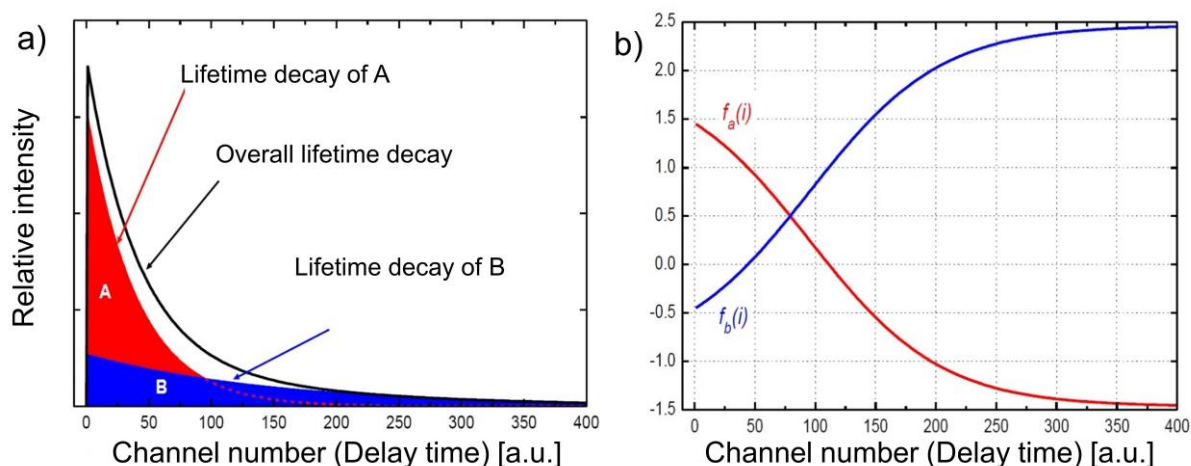 a)
Relative intensity
Lifetime decay of A
Overall lifetime decay
Lifetime decay of B
A
B
0 50 100 150 200 250 300 350 400
Channel number (Delay time) [a.u.]
b)
2.5
2.0
1.5
1.0
0.5
0.0
-0.5
-1.0
-1.5
f_a(i)
f_b(i)
0 50 100 150 200 250 300 350 400
Channel number (Delay time) [a.u.]